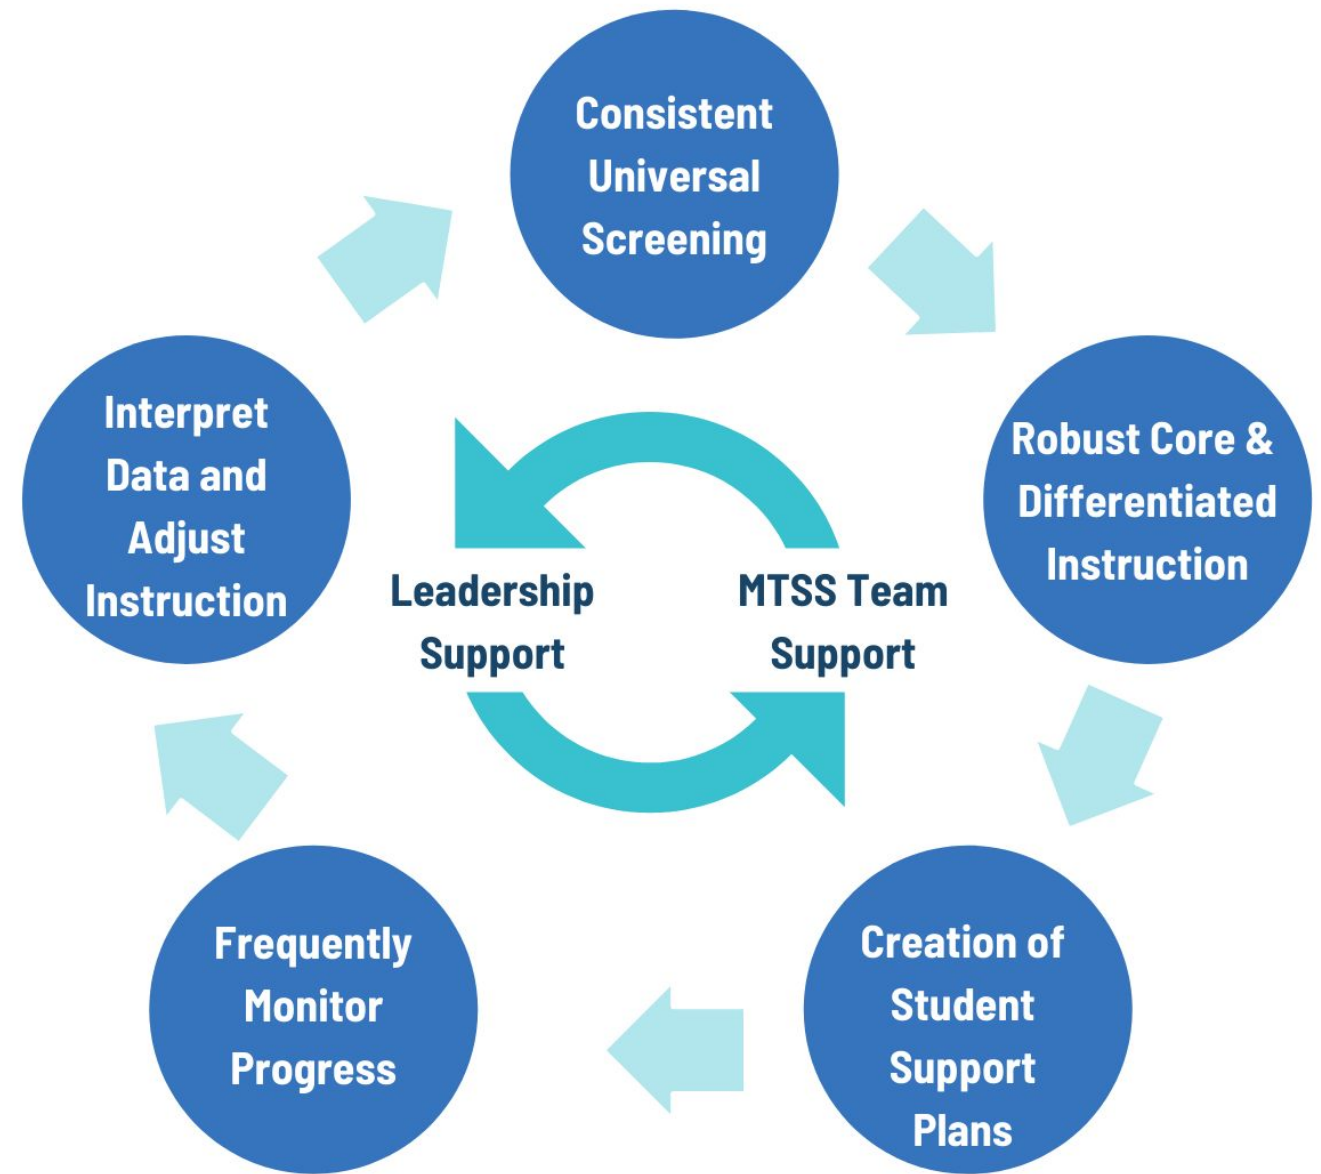 Consistent
Universal
Screening
Robust Core &
Differentiated
Instruction
Creation of
Student
Support
Plans
Frequently
Monitor
Progress
Interpret
Data and
Adjust
Instruction
Leadership
Support
MTSS Team
Support